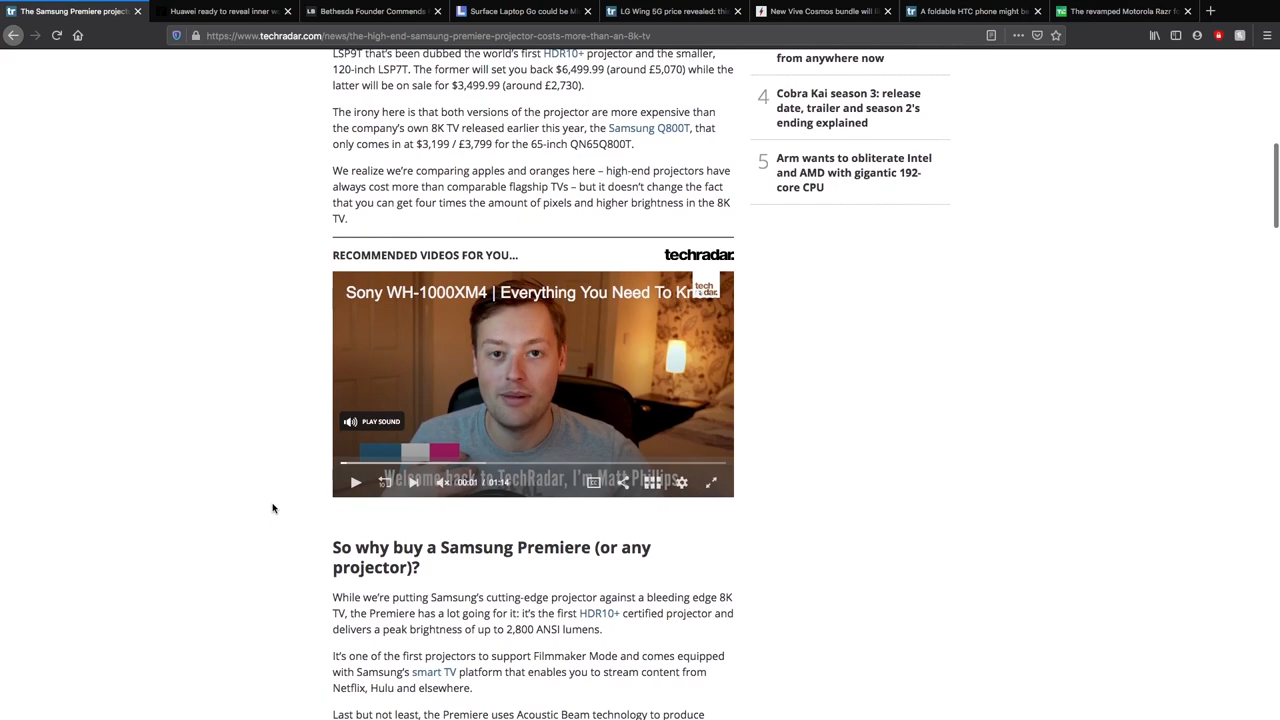 The Samsung Premiere project
Huawei ready to reveal inner w
Bethesda Founder Commends
Surface Laptop Go could be Mi
LG Wing 5G price revealed: this
New Vive Cosmos bundle will
A foldable HTC phone might be
The revamped Motorola Razr fo
https://www.techradar.com/news/the-high-end-samsung-premiere-projector-costs-more-than-an-8k-tv
LSP9T that's been dubbed the world's first HDR10+ projector and the smaller,
120-inch LSP7T. The former will set you back $6,499.99 (around £5,070) while the
latter will be on sale for $3,499.99 (around £2,730).
The irony here is that both versions of the projector are more expensive than
the company's own 8K TV released earlier this year, the Samsung Q800T, that
only comes in at $3,199 / £3,799 for the 65-inch QN65Q800T.
We realize we're comparing apples and oranges here – high-end projectors have
always cost more than comparable flagship TVs – but it doesn't change the fact
that you can get four times the amount of pixels and higher brightness in the 8K
TV.
RECOMMENDED VIDEOS FOR YOU...
techradar.
Sony WH-1000XM4 | Everything You Need To Kn
tech
radar.
PLAY SOUND
Welcome back to TechRadar, I'm Matt Phillips
10
00:01 / 01:14
CC
So why buy a Samsung Premiere (or any
projector)?
While we're putting Samsung's cutting-edge projector against a bleeding edge 8K
TV, the Premiere has a lot going for it: it's the first HDR10+ certified projector and
delivers a peak brightness of up to 2,800 ANSI lumens.
It's one of the first projectors to support Filmmaker Mode and comes equipped
with Samsung's smart TV platform that enables you to stream content from
Netflix, Hulu and elsewhere.
Last but not least, the Premiere uses Acoustic Beam technology to produce
from anywhere now
4
Cobra Kai season 3: release
date, trailer and season 2's
ending explained
5
Arm wants to obliterate Intel
and AMD with gigantic 192-
core CPU